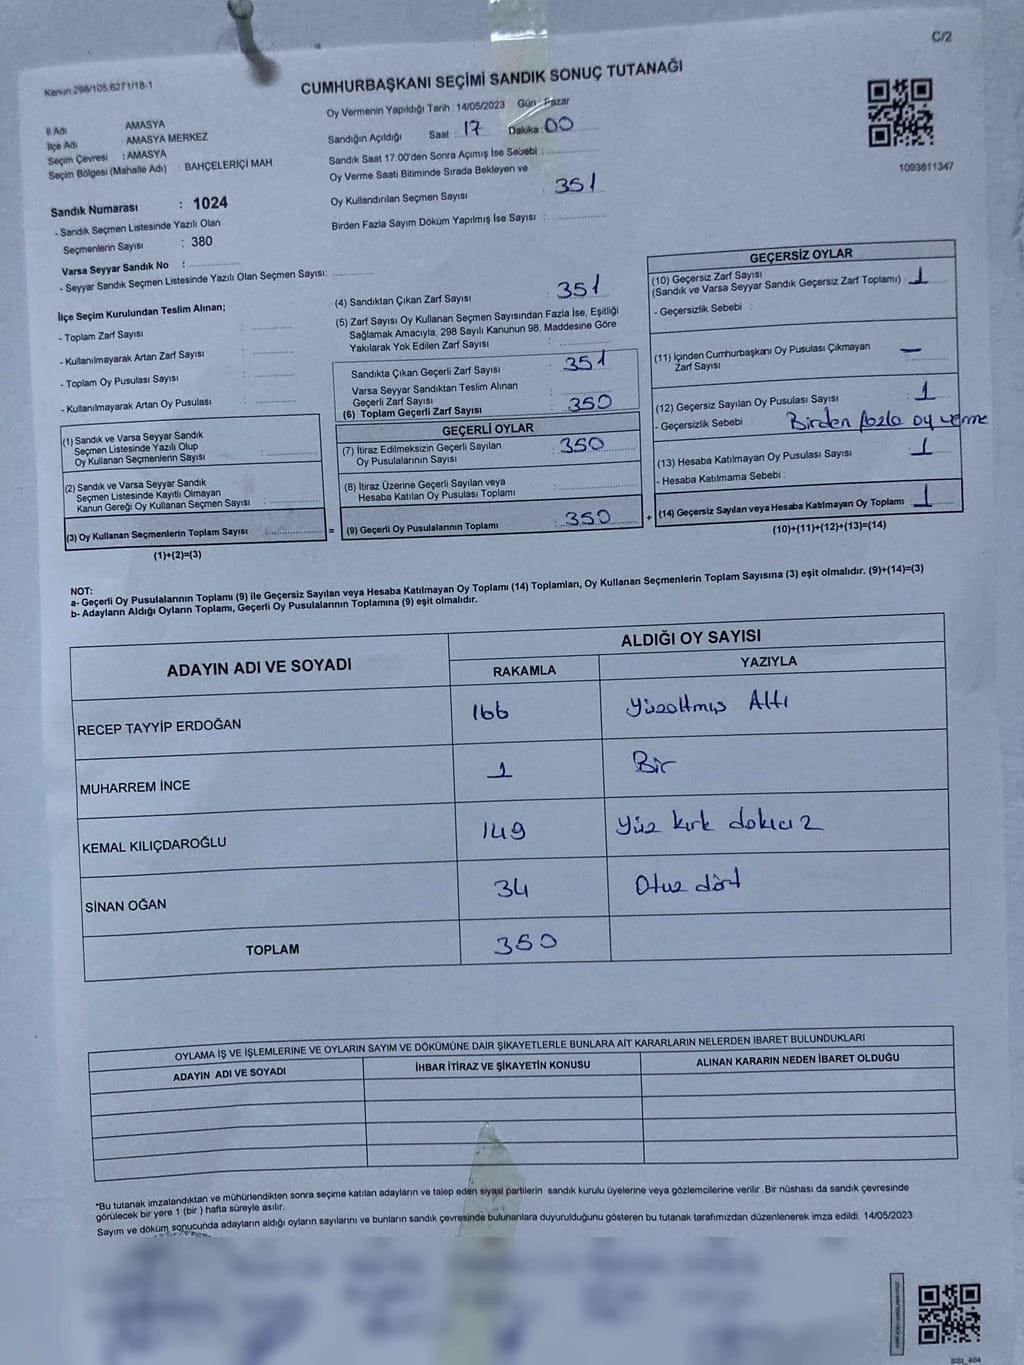 C/2
Kanun 298/105,6271/18-1
CUMHURBAŞKANI SEÇİMİ SANDIK SONUÇ TUTANAĞI
İl Adı AMASYA
İlçe Adı AMASYA MERKEZ
Seçim Çevresi : AMASYA
Seçim Bölgesi (Mahalle Adı) : BAHÇELERİÇİ MAH
Sandık Numarası : 1024
- Sandık Seçmen Listesinde Yazılı Olan
Seçmenlerin Sayısı : 380
Varsa Seyyar Sandık No :
- Seyyar Sandık Seçmen Listesinde Yazılı Olan Seçmen Sayısı:
Oy Vermenin Yapıldığı Tarih : 14/05/2023 Gün : Pazar
Sandığın Açıldığı Saat : 17 Dakika : 00
Sandık Saat 17.00'den Sonra Açımış İse Sebebi :
Oy Verme Saati Bitiminde Sırada Bekleyen ve
Oy Kullandırılan Seçmen Sayısı : 351
Birden Fazla Sayım Döküm Yapılmış İse Sayısı :
1093811347
İlçe Seçim Kurulundan Teslim Alınan;
- Toplam Zarf Sayısı :
- Kullanılmayarak Artan Zarf Sayısı :
- Toplam Oy Pusulası Sayısı :
- Kullanılmayarak Artan Oy Pusulası :
(1) Sandık ve Varsa Seyyar Sandık
Seçmen Listesinde Yazılı Olup
Oy Kullanan Seçmenlerin Sayısı :
(2) Sandık ve Varsa Seyyar Sandık
Seçmen Listesinde Kayıtlı Olmayan
Kanun Gereği Oy Kullanan Seçmen Sayısı :
(3) Oy Kullanan Seçmenlerin Toplam Sayısı :
(1)+(2)=(3)
(4) Sandıktan Çıkan Zarf Sayısı : 351
(5) Zarf Sayısı Oy Kullanan Seçmen Sayısından Fazla İse, Eşitliği
Sağlamak Amacıyla, 298 Sayılı Kanunun 98. Maddesine Göre
Yakılarak Yok Edilen Zarf Sayısı :
Sandıkta Çıkan Geçerli Zarf Sayısı : 351
Varsa Seyyar Sandıktan Teslim Alınan
Geçerli Zarf Sayısı :
(6) Toplam Geçerli Zarf Sayısı : 350
GEÇERLİ OYLAR
(7) İtiraz Edilmeksizin Geçerli Sayılan
Oy Pusulalarının Sayısı : 350
(8) İtiraz Üzerine Geçerli Sayılan veya
Hesaba Katılan Oy Pusulası Toplamı :
= (9) Geçerli Oy Pusulalarının Toplamı : 350
GEÇERSİZ OYLAR
(10) Geçersiz Zarf Sayısı
(Sandık ve Varsa Seyyar Sandık Geçersiz Zarf Toplamı) : 1
- Geçersizlik Sebebi :
(11) İçinden Cumhurbaşkanı Oy Pusulası Çıkmayan
Zarf Sayısı : —
(12) Geçersiz Sayılan Oy Pusulası Sayısı : 1
- Geçersizlik Sebebi : Birden fazla oy verme
(13) Hesaba Katılmayan Oy Pusulası Sayısı : 1
- Hesaba Katılmama Sebebi :
+ (14) Geçersiz Sayılan veya Hesaba Katılmayan Oy Toplamı : 1
(10)+(11)+(12)+(13)=(14)
NOT:
a- Geçerli Oy Pusulalarının Toplamı (9) ile Geçersiz Sayılan veya Hesaba Katılmayan Oy Toplamı (14) Toplamları, Oy Kullanan Seçmenlerin Toplam Sayısına (3) eşit olmalıdır. (9)+(14)=(3)
b- Adayların Aldığı Oyların Toplamı, Geçerli Oy Pusulalarının Toplamına (9) eşit olmalıdır.
ADAYIN ADI VE SOYADI ALDIĞI OY SAYISI
RAKAMLA YAZIYLA
RECEP TAYYİP ERDOĞAN 166 Yüzaltmış Altı
MUHARREM İNCE 1 Bir
KEMAL KILIÇDAROĞLU 149 Yüz kırk dokuz
SİNAN OĞAN 34 Otuz dört
TOPLAM 350
OYLAMA İŞ VE İŞLEMLERİNE VE OYLARIN SAYIM VE DÖKÜMÜNE DAİR ŞİKAYETLERLE BUNLARA AİT KARARLARIN NELERDEN İBARET BULUNDUKLARI
ADAYIN ADI VE SOYADI İHBAR İTİRAZ VE ŞİKAYETİN KONUSU ALINAN KARARIN NEDEN İBARET OLDUĞU
*Bu tutanak imzalandıktan ve mühürlendikten sonra seçime katılan adayların ve talep eden siyasi partilerin sandık kurulu üyelerine veya gözlemcilerine verilir. Bir nüshası da sandık çevresinde
görülecek bir yere 1 (bir ) hafta süreyle asılır.
Sayım ve döküm sonucunda adayların aldığı oyların sayılarını ve bunların sandık çevresinde bulunanlara duyurulduğunu gösteren bu tutanak tarafımızdan düzenlenerek imza edildi. 14/05/2023
SSI_404